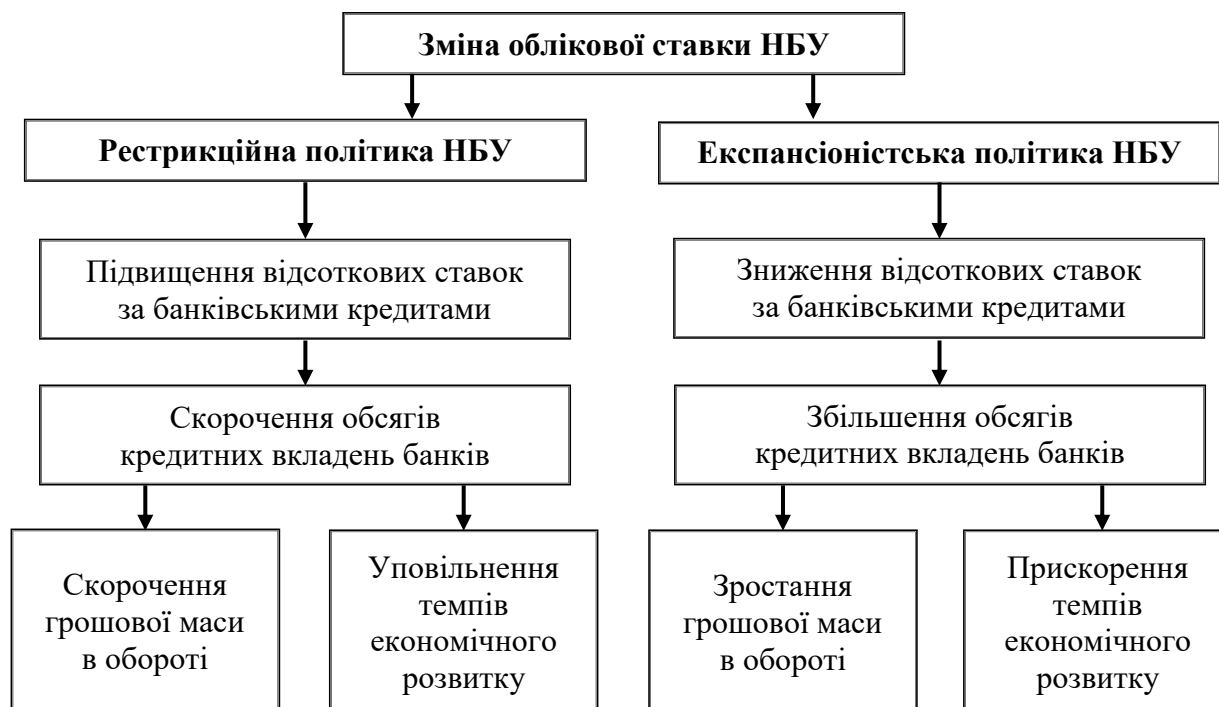 Зміна облікової ставки НБУ
Рестрикційна політика НБУ
Експансіоністська політика НБУ
Підвищення відсоткових ставок
за банківськими кредитами
Зниження відсоткових ставок
за банківськими кредитами
Скорочення обсягів
кредитних вкладень банків
Збільшення обсягів
кредитних вкладень банків
Скорочення
грошової маси
в обороті
Уповільнення
темпів
економічного
розвитку
Зростання
грошової маси
в обороті
Прискорення
темпів
економічного
розвитку